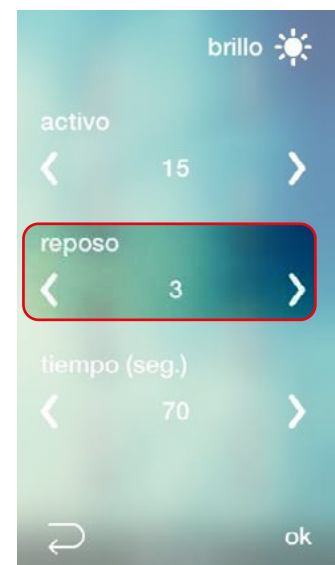 brillo
activo
15
reposo
3
tiempo (seg.)
70
ok